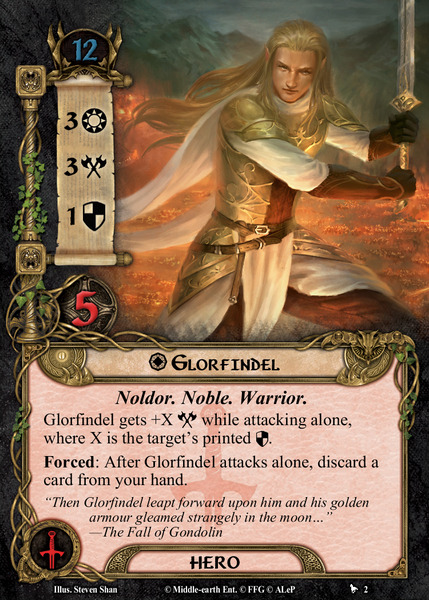 12
3
3
1
5
Glorfindel
Noldor. Noble. Warrior.
Glorfindel gets +X while attacking alone,
where X is the target's printed .
Forced: After Glorfindel attacks alone, discard a
card from your hand.
“Then Glorfindel leapt forward upon him and his golden
armour gleamed strangely in the moon…”
—The Fall of Gondolin
HERO
Illus. Steven Shan
© Middle-earth Ent. © FFG © ALeP
2